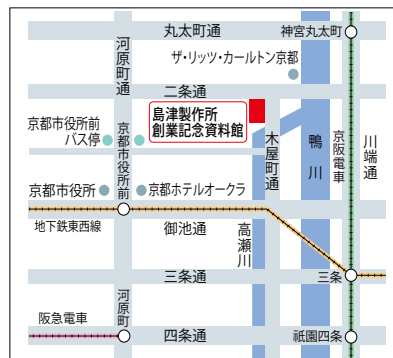 丸太町通
神宮丸太町
河原町通
ザ・リッツ・カールトン京都
二条通
島津製作所
創業記念資料館
京都市役所前
バス停
京都市役所前
木屋町通
鴨川
京阪電車
川端通
京都市役所
京都ホテルオークラ
地下鉄東西線
御池通
高瀬川
三条通
三条
河原町
阪急電車
四条通
祇園四条